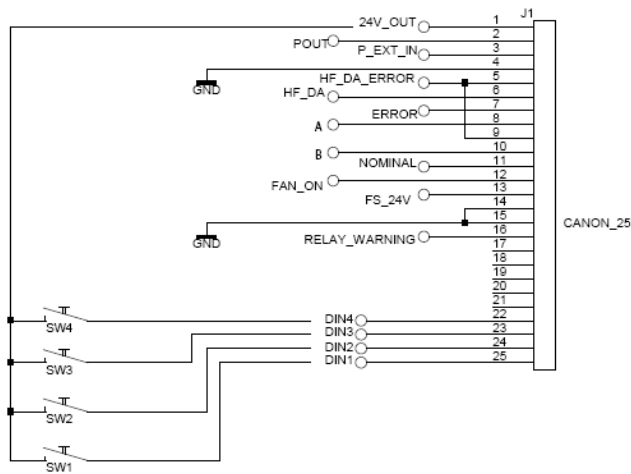 J1
24V_OUT 1
POUT 2
P_EXT_IN 3
4
HF_DA_ERROR 5
GND
HF_DA 6
ERROR 7
A 8
9
B 10
NOMINAL 11
FAN_ON 12
FS_24V 13
14
15
CANON_25
GND
RELAY_WARNING 16
17
18
19
20
21
DIN4 22
SW4
DIN3 23
DIN2 24
DIN1 25
SW3
SW2
SW1